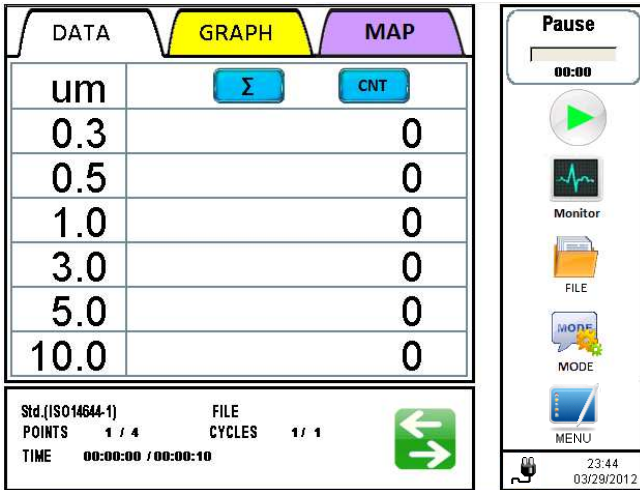 DATA GRAPH MAP
um Σ CNT
0.3 0
0.5 0
1.0 0
3.0 0
5.0 0
10.0 0
Std.(ISO14644-1) FILE
POINTS 1 / 4 CYCLES 1/ 1
TIME 00:00:00 / 00:00:10
Pause
00:00
Monitor
FILE
MODE
MODE
MENU
23:44
03/29/2012